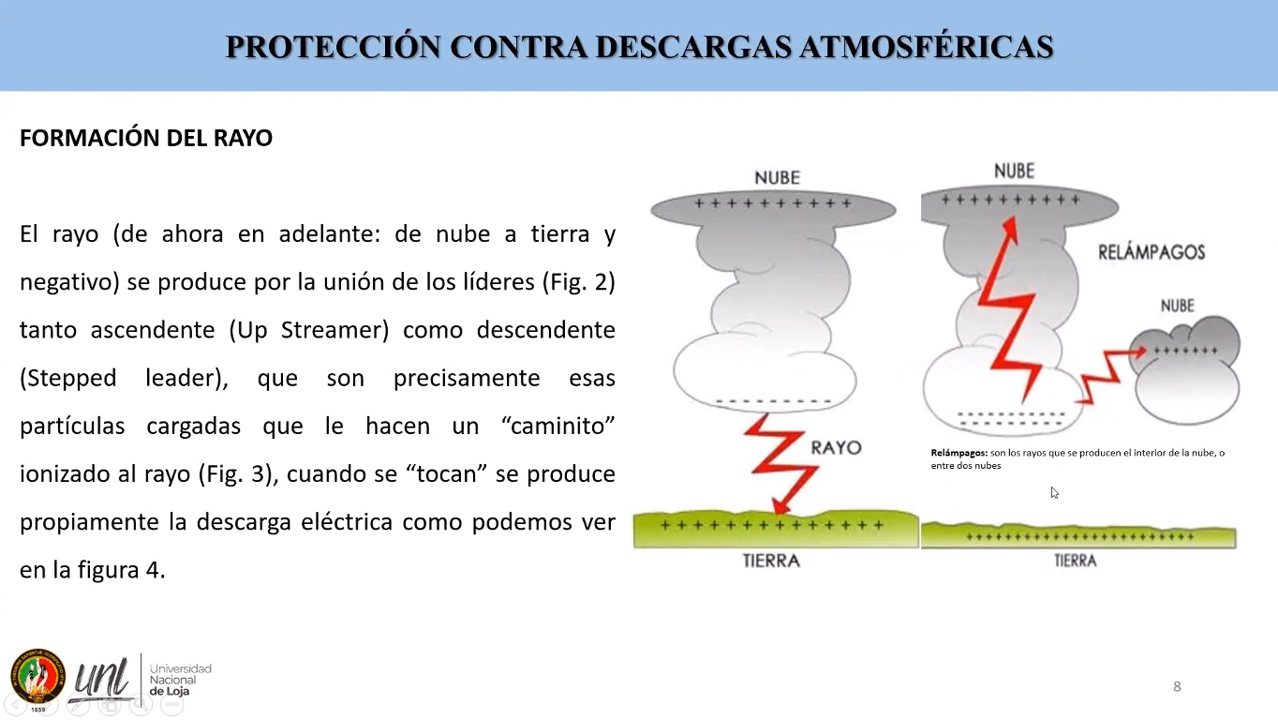 PROTECCIÓN CONTRA DESCARGAS ATMOSFÉRICAS
FORMACIÓN DEL RAYO
El rayo (de ahora en adelante: de nube a tierra y
negativo) se produce por la unión de los líderes (Fig. 2)
tanto ascendente (Up Streamer) como descendente
(Stepped leader), que son precisamente esas
partículas cargadas que le hacen un “caminito”
ionizado al rayo (Fig. 3), cuando se “tocan” se produce
propiamente la descarga eléctrica como podemos ver
en la figura 4.
NUBE
+ + + + + + + + + +
- - - - - - - - - -
RAYO
+ + + + + + + + + + + + +
TIERRA
NUBE
+ + + + + + + + + +
RELÁMPAGOS
NUBE
+ + + + + + +
Relámpagos: son los rayos que se producen el interior de la nube, o
entre dos nubes
TIERRA
unl
Universidad
Nacional
de Loja
1859
8